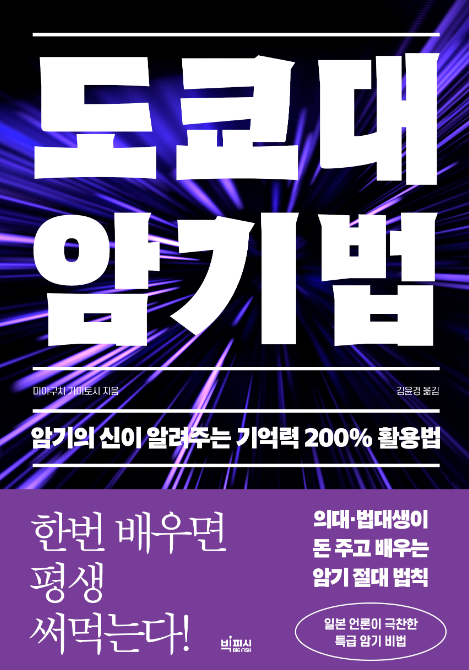 도쿄대
암기법
미야구치 기미토시 지음
김윤경 옮김
암기의 신이 알려주는 기억력 200% 활용법
한번 배우면
평생
써먹는다!
의대·법대생이
돈 주고 배우는
암기 절대 법칙
일본 언론이 극찬한
특급 암기 비법
빅피시
BIG FISH